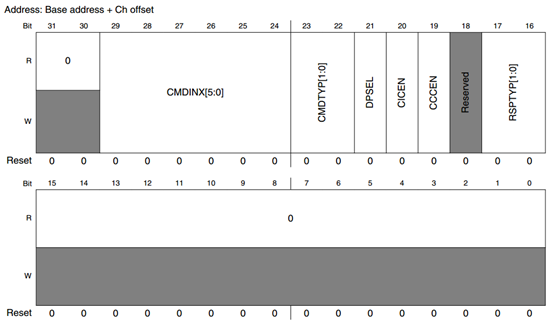 Address: Base address + Ch offset
Bit 31 30 29 28 27 26 25 24 23 22 21 20 19 18 17 16
R 0 CMDINX[5:0] CMDTYP[1:0] DPSEL CICEN CCCEN Reserved RSPTYP[1:0]
W
Reset 0 0 0 0 0 0 0 0 0 0 0 0 0 0 0 0
Bit 15 14 13 12 11 10 9 8 7 6 5 4 3 2 1 0
R 0
W
Reset 0 0 0 0 0 0 0 0 0 0 0 0 0 0 0 0